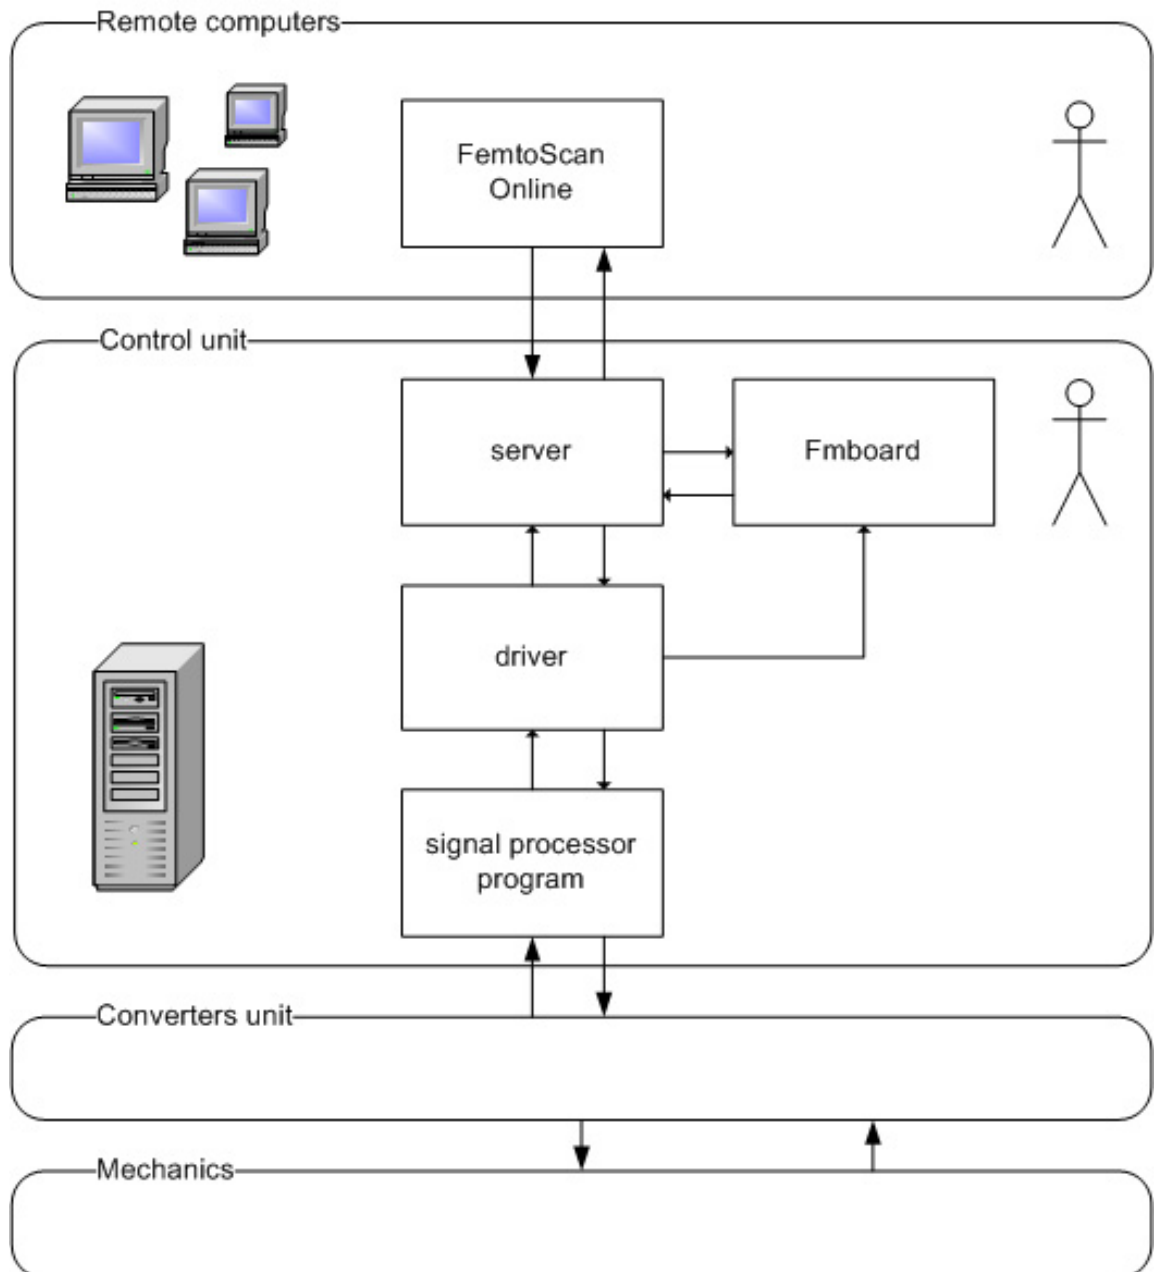 Remote computers
FemtoScan
Online
Control unit
server
Fmboard
driver
signal processor
program
Converters unit
Mechanics